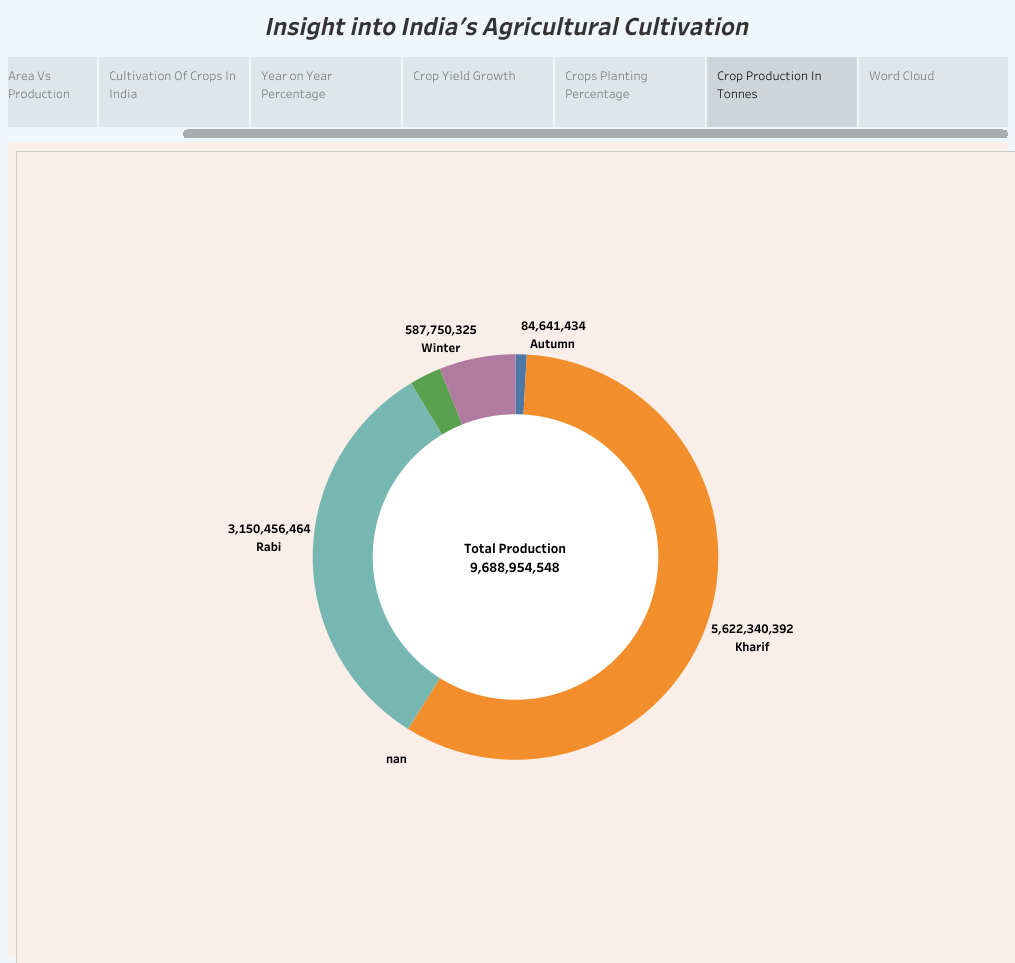 Insight into India's Agricultural Cultivation
Area Vs
Production
Cultivation Of Crops In
India
Year on Year
Percentage
Crop Yield Growth
Crops Planting
Percentage
Crop Production In
Tonnes
Word Cloud
587,750,325
Winter
84,641,434
Autumn
3,150,456,464
Rabi
Total Production
9,688,954,548
5,622,340,392
Kharif
nan